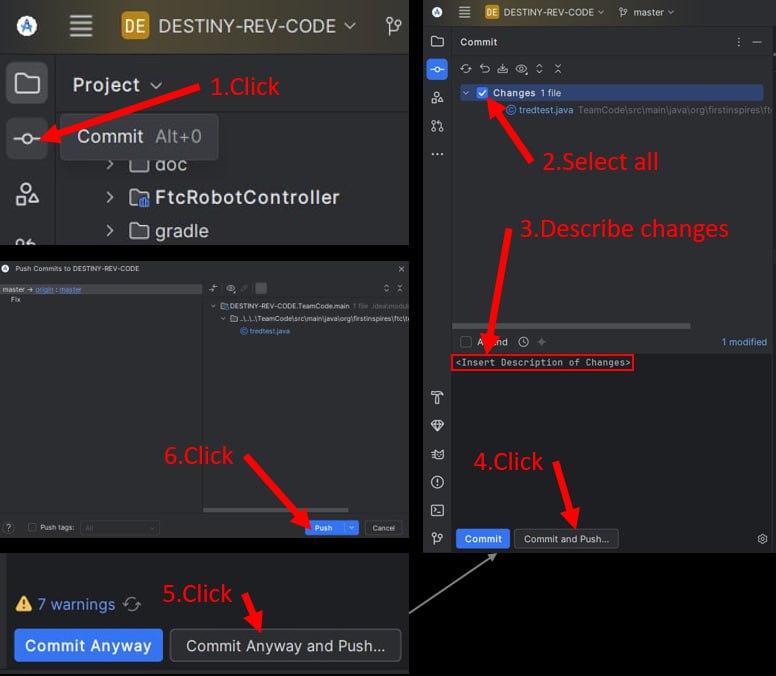 DE DESTINY-REV-CODE
Project
1.Click
Commit Alt+0
doc
FtcRobotController
gradle
DE DESTINY-REV-CODE master
Commit
Changes 1 file
tredtest.java TeamCode\src\main\java\org\firstinspires\ft
2.Select all
3.Describe changes
1 modified
<Insert Description of Changes>
4.Click
Commit Commit and Push...
Push Commits to DESTINY-REV-CODE
master → origin : master
Fix
DESTINY-REV-CODE.TeamCode.main 1 file
..\..\..\TeamCode\src\main\java\org\firstinspires\ftc\t
tredtest.java
6.Click
? Push tags: All Push Cancel
5.Click
7 warnings
Commit Anyway Commit Anyway and Push...